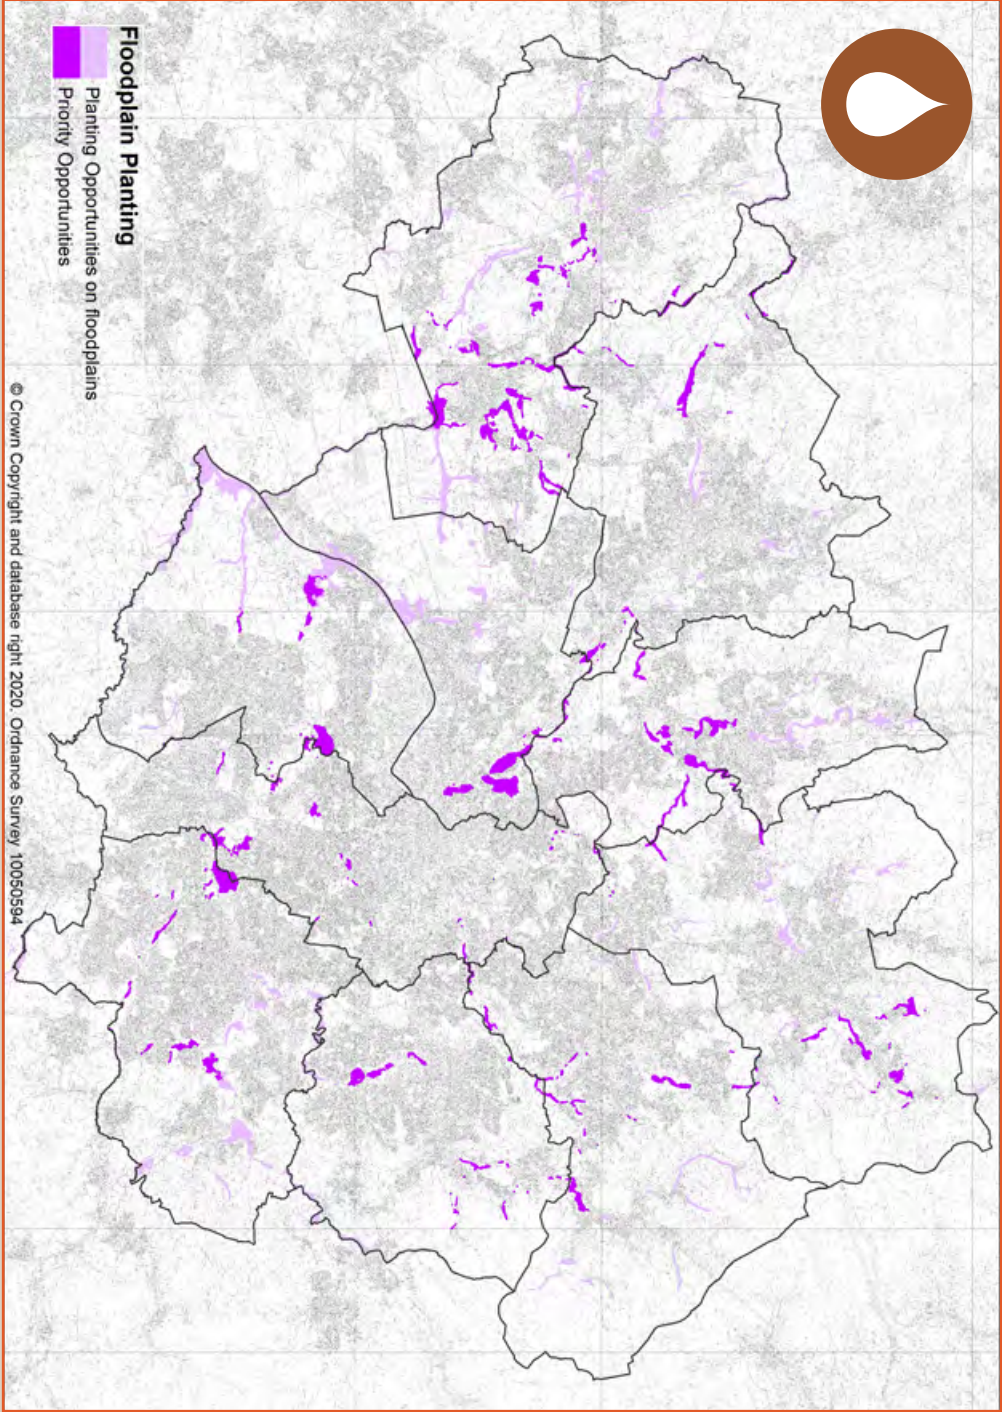 Floodplain Planting
Planting Opportunities on floodplains
Priority Opportunities
© Crown Copyright and database right 2020. Ordnance Survey 10050594